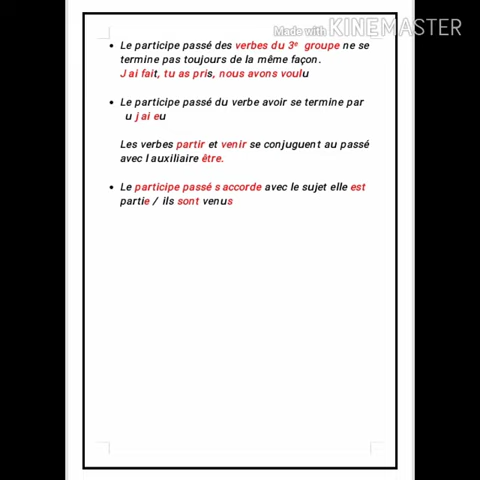 Made with KINEMASTER
• Le participe passé des verbes du 3e groupe ne se
termine pas toujours de la même façon.
J ai fait, tu as pris, nous avons voulu
• Le participe passé du verbe avoir se termine par
u j ai eu
Les verbes partir et venir se conjuguent au passé
avec l auxiliaire être.
• Le participe passé s accorde avec le sujet elle est
partie / ils sont venus